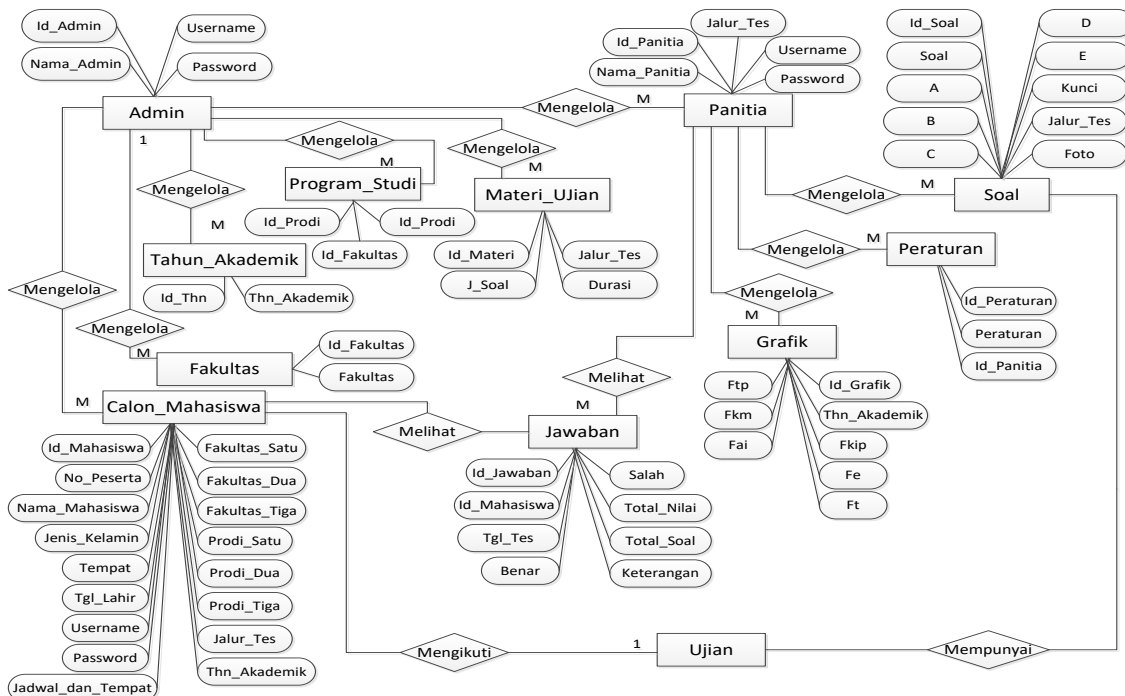 Id_Admin
Username
Nama_Admin
Password
Admin
1
Jalur_Tes
Id_Panitia
Username
Nama_Panitia
Password
Mengelola
M
Panitia
Id_Soal
D
Soal
E
A
Kunci
B
Jalur_Tes
C
Foto
Mengelola
M
Soal
Mengelola
M
Program_Studi
Id_Prodi
Id_Prodi
Id_Fakultas
Mengelola
M
Materi_UJian
Id_Materi
Jalur_Tes
J_Soal
Durasi
Mengelola
M
Tahun_Akademik
Id_Thn
Thn_Akademik
Mengelola
M
Peraturan
Id_Peraturan
Peraturan
Id_Panitia
Mengelola
M
Grafik
Ftp
Id_Grafik
Fkm
Thn_Akademik
Fai
Fkip
Fe
Ft
Mengelola
M
Fakultas
Id_Fakultas
Fakultas
Mengelola
M
Calon_Mahasiswa
Id_Mahasiswa
Fakultas_Satu
No_Peserta
Fakultas_Dua
Nama_Mahasiswa
Fakultas_Tiga
Jenis_Kelamin
Prodi_Satu
Tempat
Prodi_Dua
Tgl_Lahir
Prodi_Tiga
Username
Jalur_Tes
Password
Thn_Akademik
Jadwal_dan_Tempat
Melihat
Melihat
M
Jawaban
Id_Jawaban
Salah
Id_Mahasiswa
Total_Nilai
Tgl_Tes
Total_Soal
Benar
Keterangan
Mengikuti
1
Ujian
Mempunyai